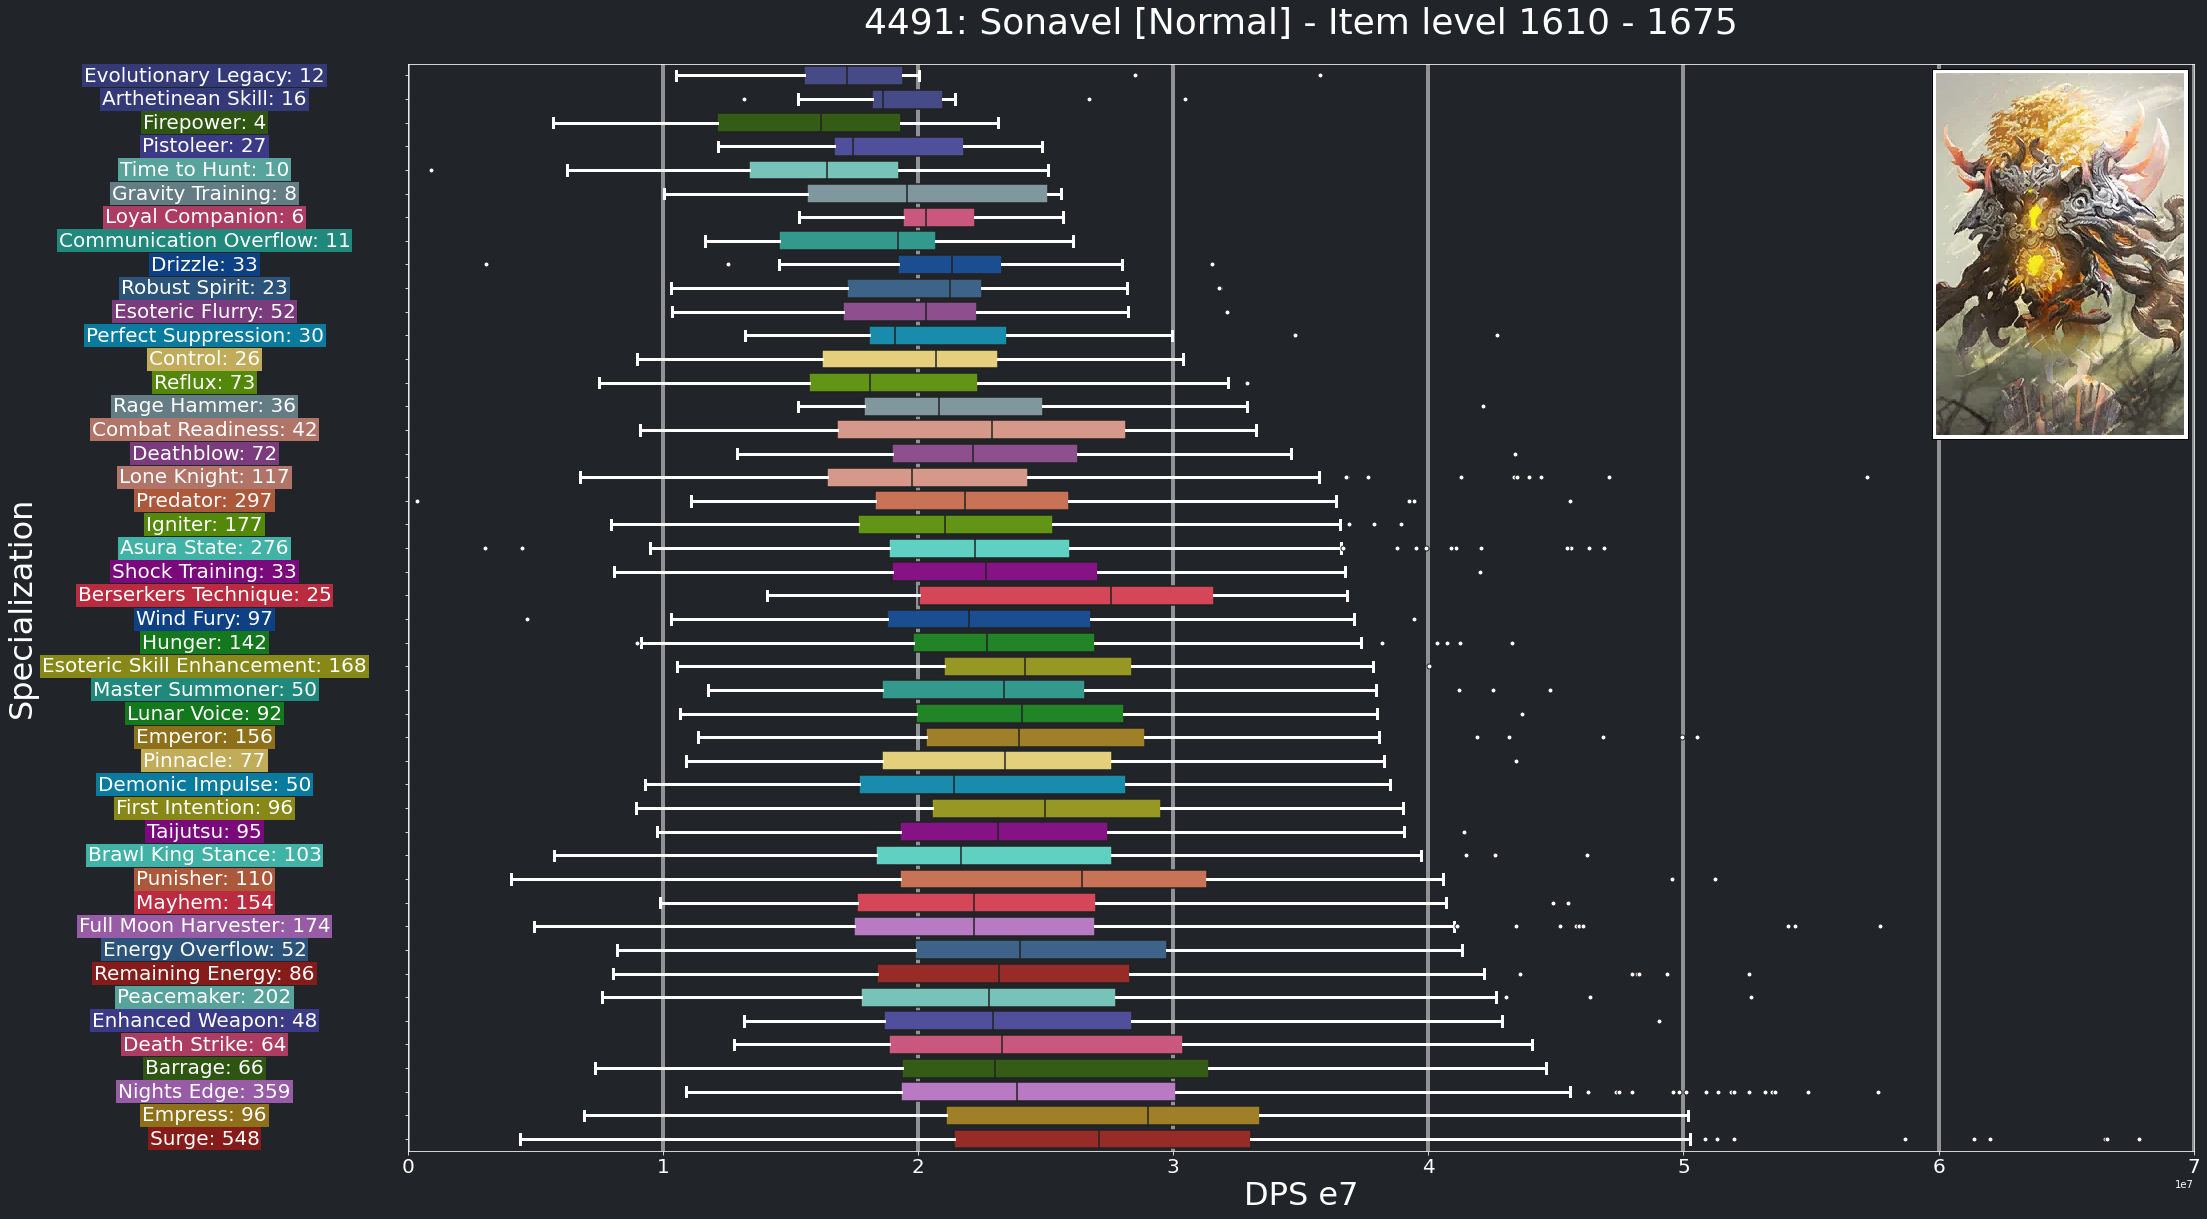 4491: Sonavel [Normal] - Item level 1610 - 1675
Evolutionary Legacy: 12
Arthetinean Skill: 16
Firepower: 4
Pistoleer: 27
Time to Hunt: 10
Gravity Training: 8
Loyal Companion: 6
Communication Overflow: 11
Drizzle: 33
Robust Spirit: 23
Esoteric Flurry: 52
Perfect Suppression: 30
Control: 26
Reflux: 73
Rage Hammer: 36
Combat Readiness: 42
Deathblow: 72
Lone Knight: 117
Predator: 297
Igniter: 177
Asura State: 276
Shock Training: 33
Berserkers Technique: 25
Wind Fury: 97
Hunger: 142
Esoteric Skill Enhancement: 168
Master Summoner: 50
Lunar Voice: 92
Emperor: 156
Pinnacle: 77
Demonic Impulse: 50
First Intention: 96
Taijutsu: 95
Brawl King Stance: 103
Punisher: 110
Mayhem: 154
Full Moon Harvester: 174
Energy Overflow: 52
Remaining Energy: 86
Peacemaker: 202
Enhanced Weapon: 48
Death Strike: 64
Barrage: 66
Nights Edge: 359
Empress: 96
Surge: 548
Specialization
0 1 2 3 4 5 6 7
1e7
DPS e7